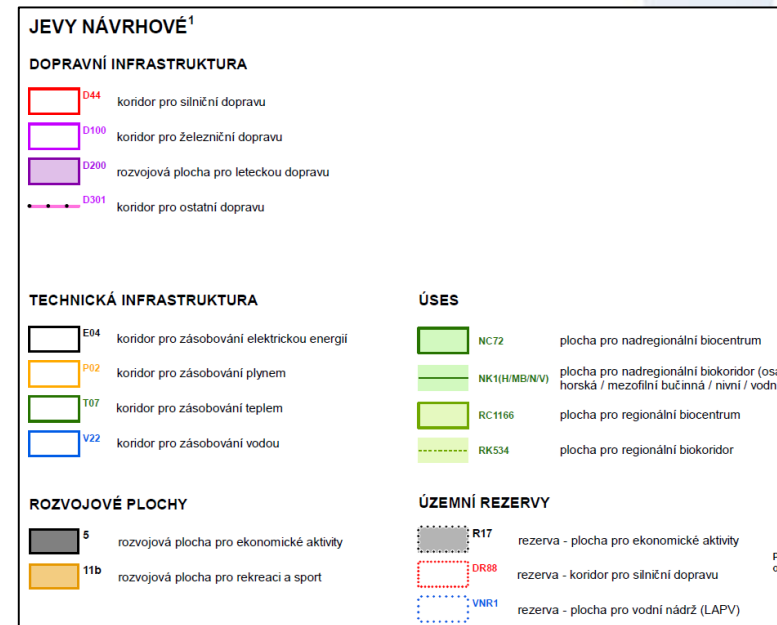 JEVY NÁVRHOVÉ1
DOPRAVNÍ INFRASTRUKTURA
D44 koridor pro silniční dopravu
D100 koridor pro železniční dopravu
D200 rozvojová plocha pro leteckou dopravu
D301 koridor pro ostatní dopravu
TECHNICKÁ INFRASTRUKTURA
E04 koridor pro zásobování elektrickou energií
P02 koridor pro zásobování plynem
T07 koridor pro zásobování teplem
V22 koridor pro zásobování vodou
ÚSES
NC72 plocha pro nadregionální biocentrum
NK1(H/MB/N/V) plocha pro nadregionální biokoridor
horská / mezofilní bučinná / nivní /
RC1166 plocha pro regionální biocentrum
RK534 plocha pro regionální biokoridor
ROZVOJOVÉ PLOCHY
5 rozvojová plocha pro ekonomické aktivity
11b rozvojová plocha pro rekreaci a sport
ÚZEMNÍ REZERVY
R17 rezerva - plocha pro ekonomické aktivity
DR88 rezerva - koridor pro silniční dopravu
VNR1 rezerva - plocha pro vodní nádrž (LAPV)